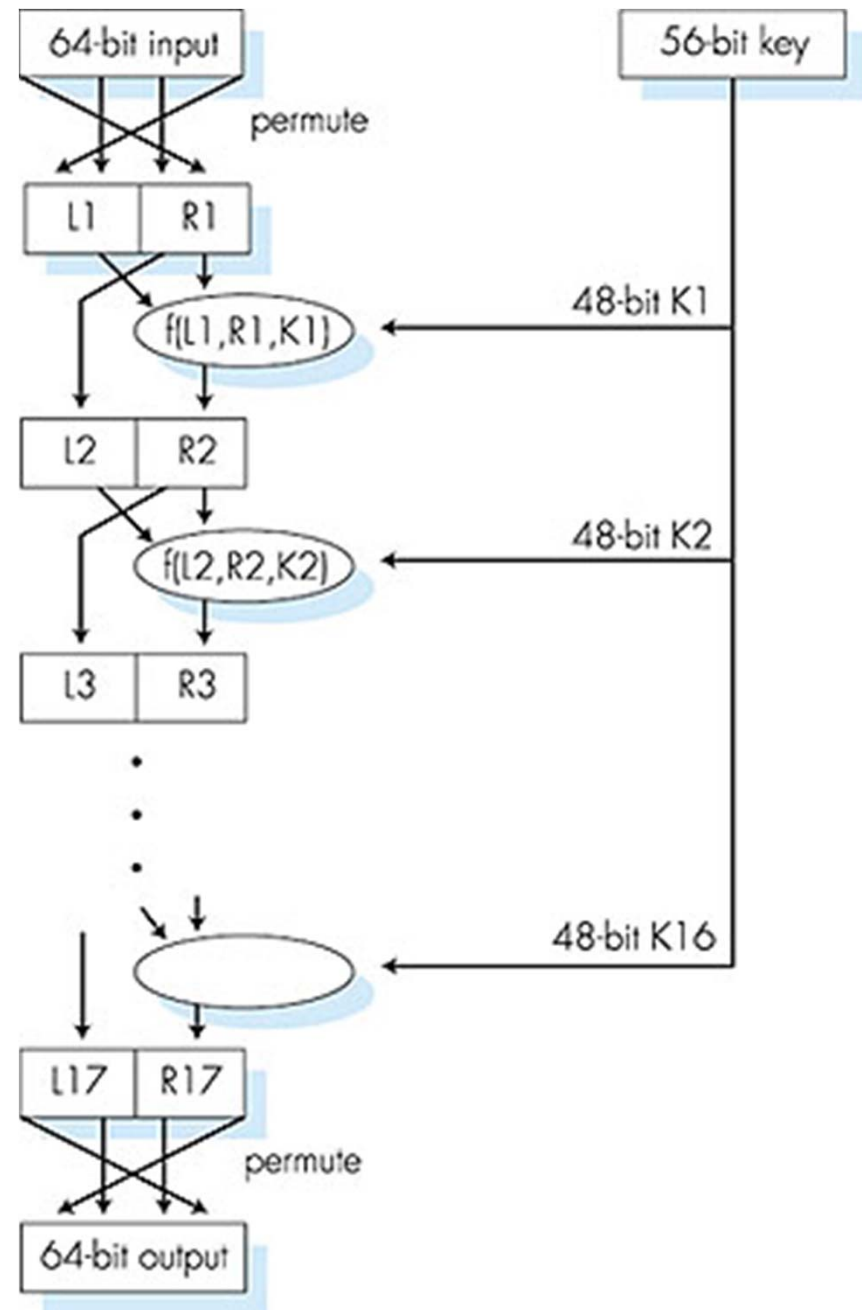 64-bit input
56-bit key
permute
L1 R1
48-bit K1
f(L1,R1,K1)
L2 R2
48-bit K2
f(L2,R2,K2)
L3 R3
48-bit K16
L17 R17
permute
64-bit output